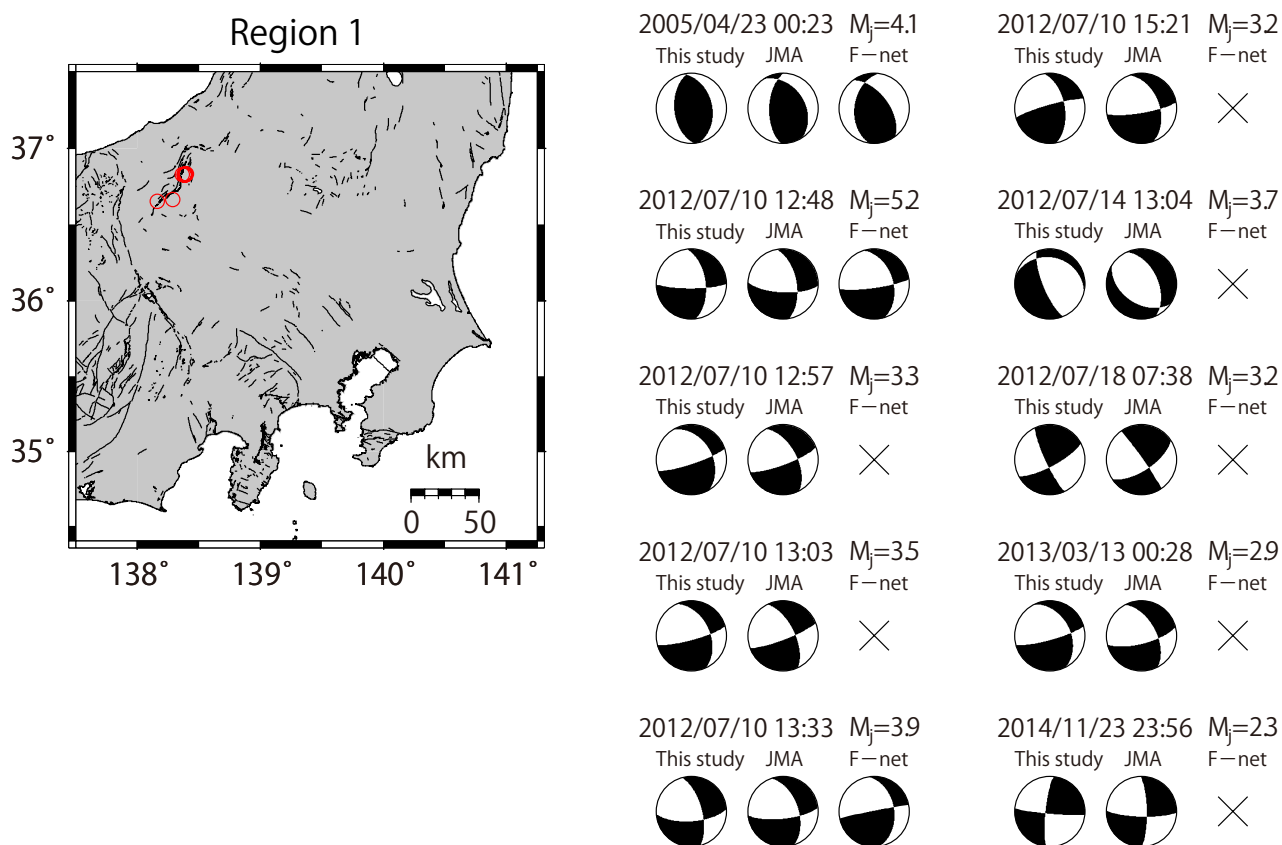 Region 1
37°
36°
35°
km
0 50
138° 139° 140° 141°
2005/04/23 00:23 Mj=4.1
This study JMA F−net
2012/07/10 12:48 Mj=5.2
This study JMA F−net
2012/07/10 12:57 Mj=3.3
This study JMA F−net
2012/07/10 13:03 Mj=3.5
This study JMA F−net
2012/07/10 13:33 Mj=3.9
This study JMA F−net
2012/07/10 15:21 Mj=3.2
This study JMA F−net
2012/07/14 13:04 Mj=3.7
This study JMA F−net
2012/07/18 07:38 Mj=3.2
This study JMA F−net
2013/03/13 00:28 Mj=2.9
This study JMA F−net
2014/11/23 23:56 Mj=2.3
This study JMA F−net